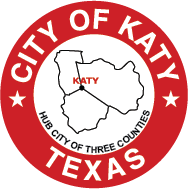 CITY OF KATY
KATY
HUB CITY OF THREE COUNTIES
TEXAS